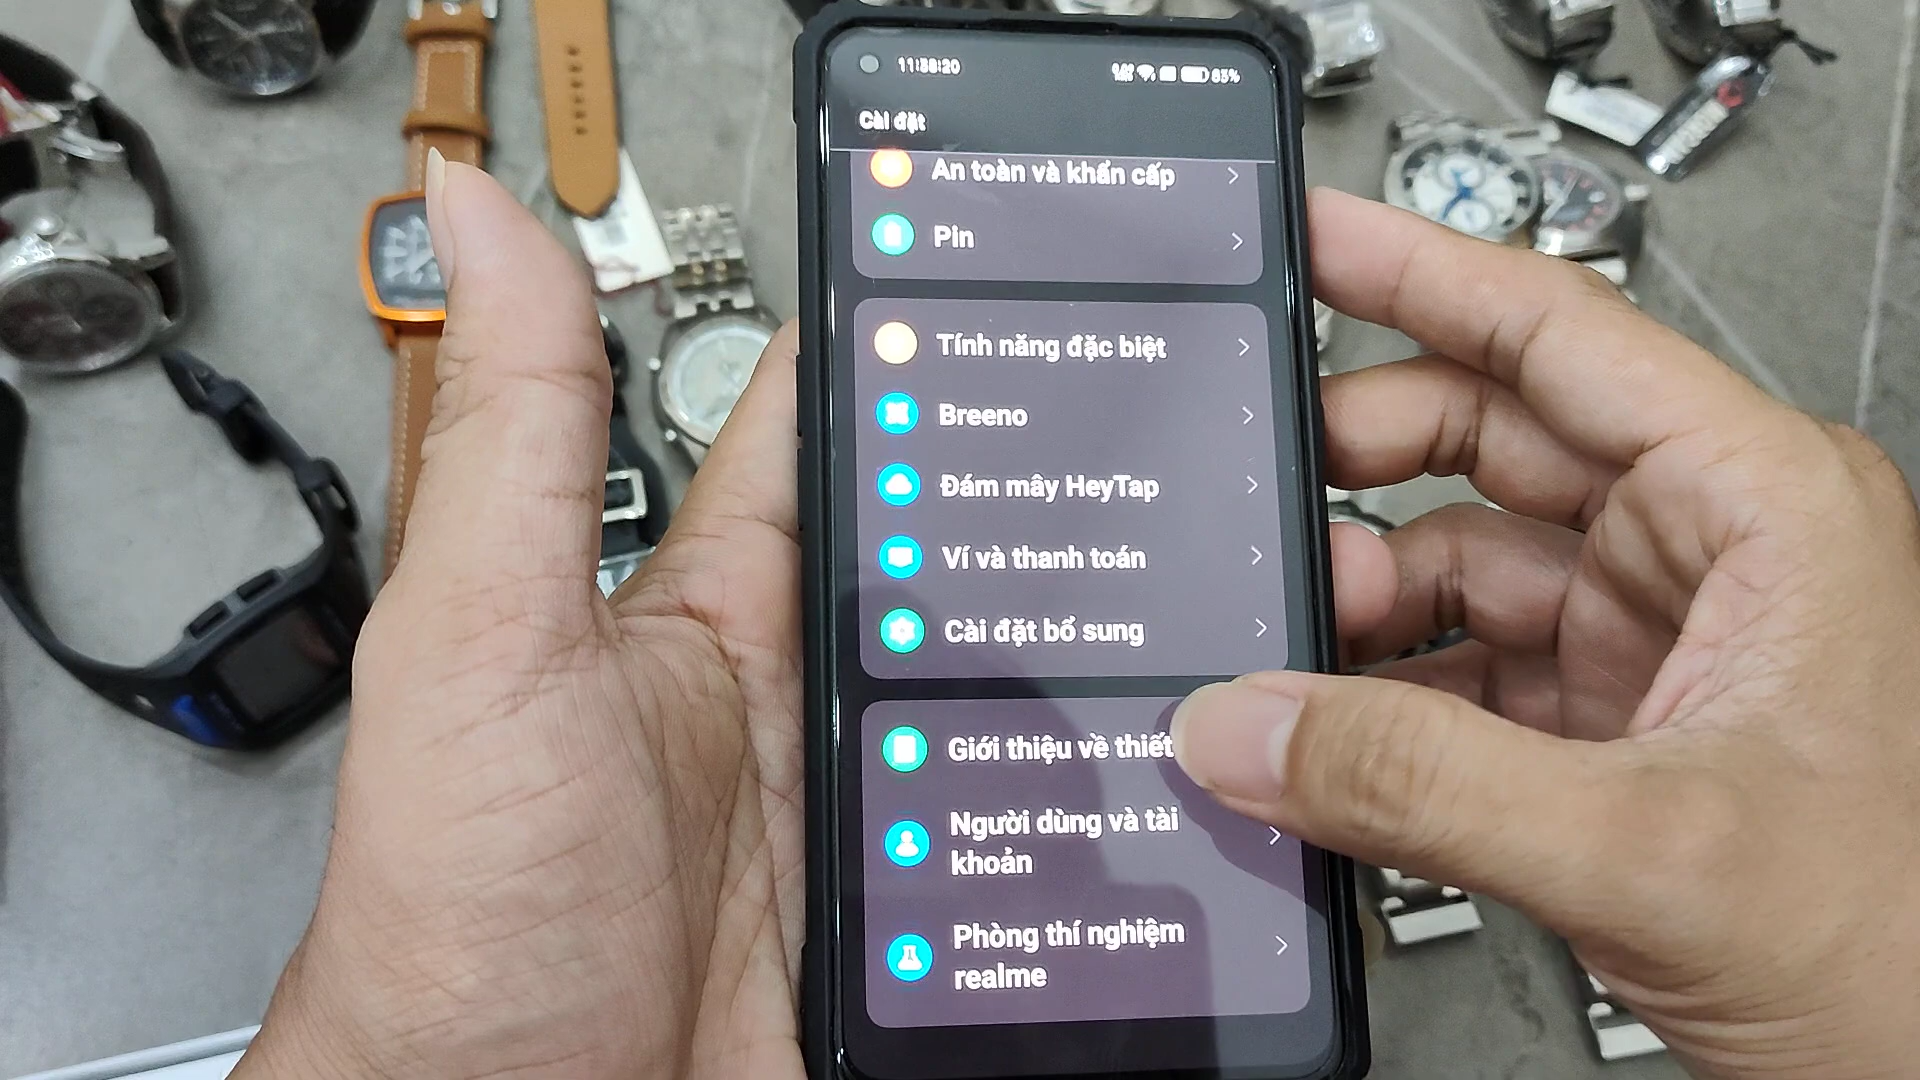 11:38:20
83%
Cài đặt
An toàn và khẩn cấp
Pin
Tính năng đặc biệt
Breeno
Đám mây HeyTap
Ví và thanh toán
Cài đặt bổ sung
Giới thiệu về thiết
Người dùng và tài
khoản
Phòng thí nghiệm
realme